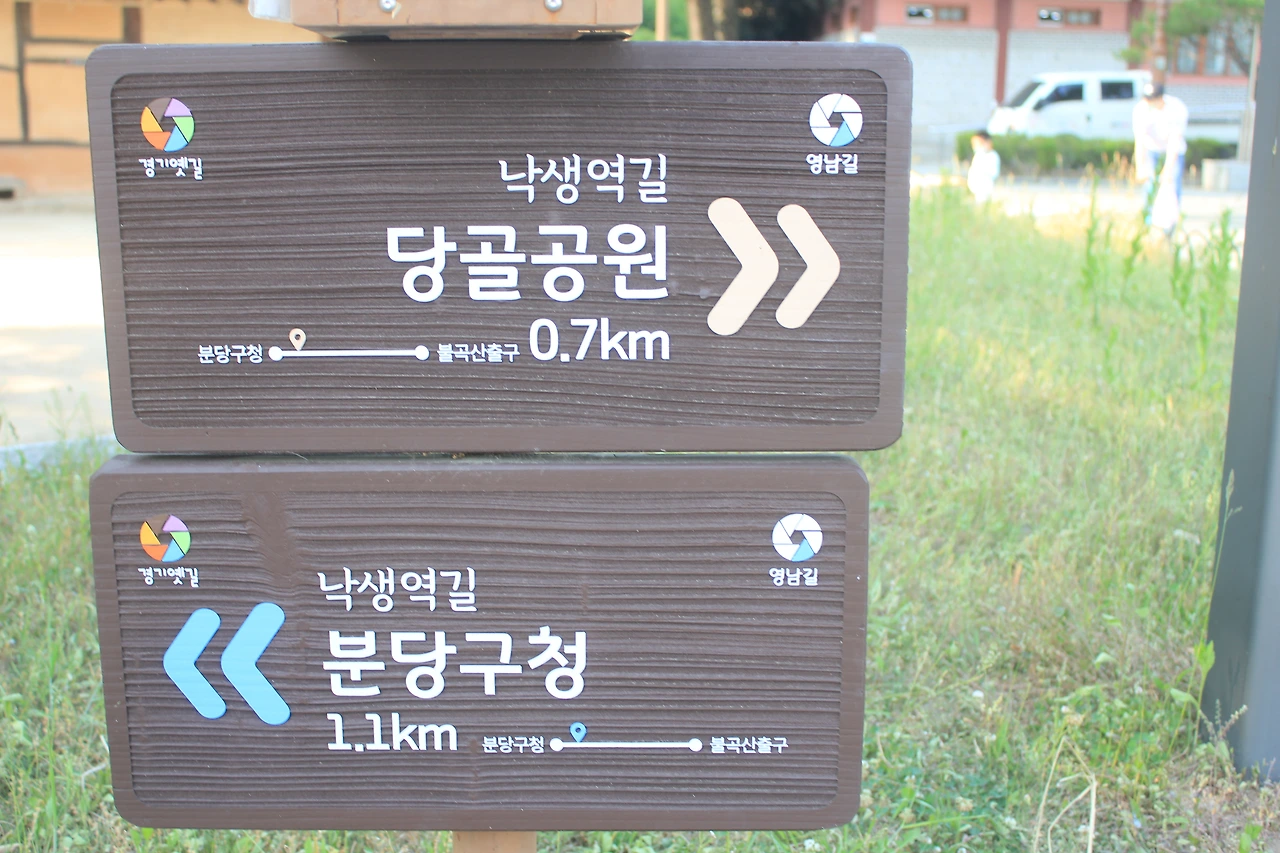 경기옛길
영남길
낙생역길
당골공원
0.7km
분당구청 불곡산출구
경기옛길
영남길
낙생역길
분당구청
1.1km
분당구청 불곡산출구